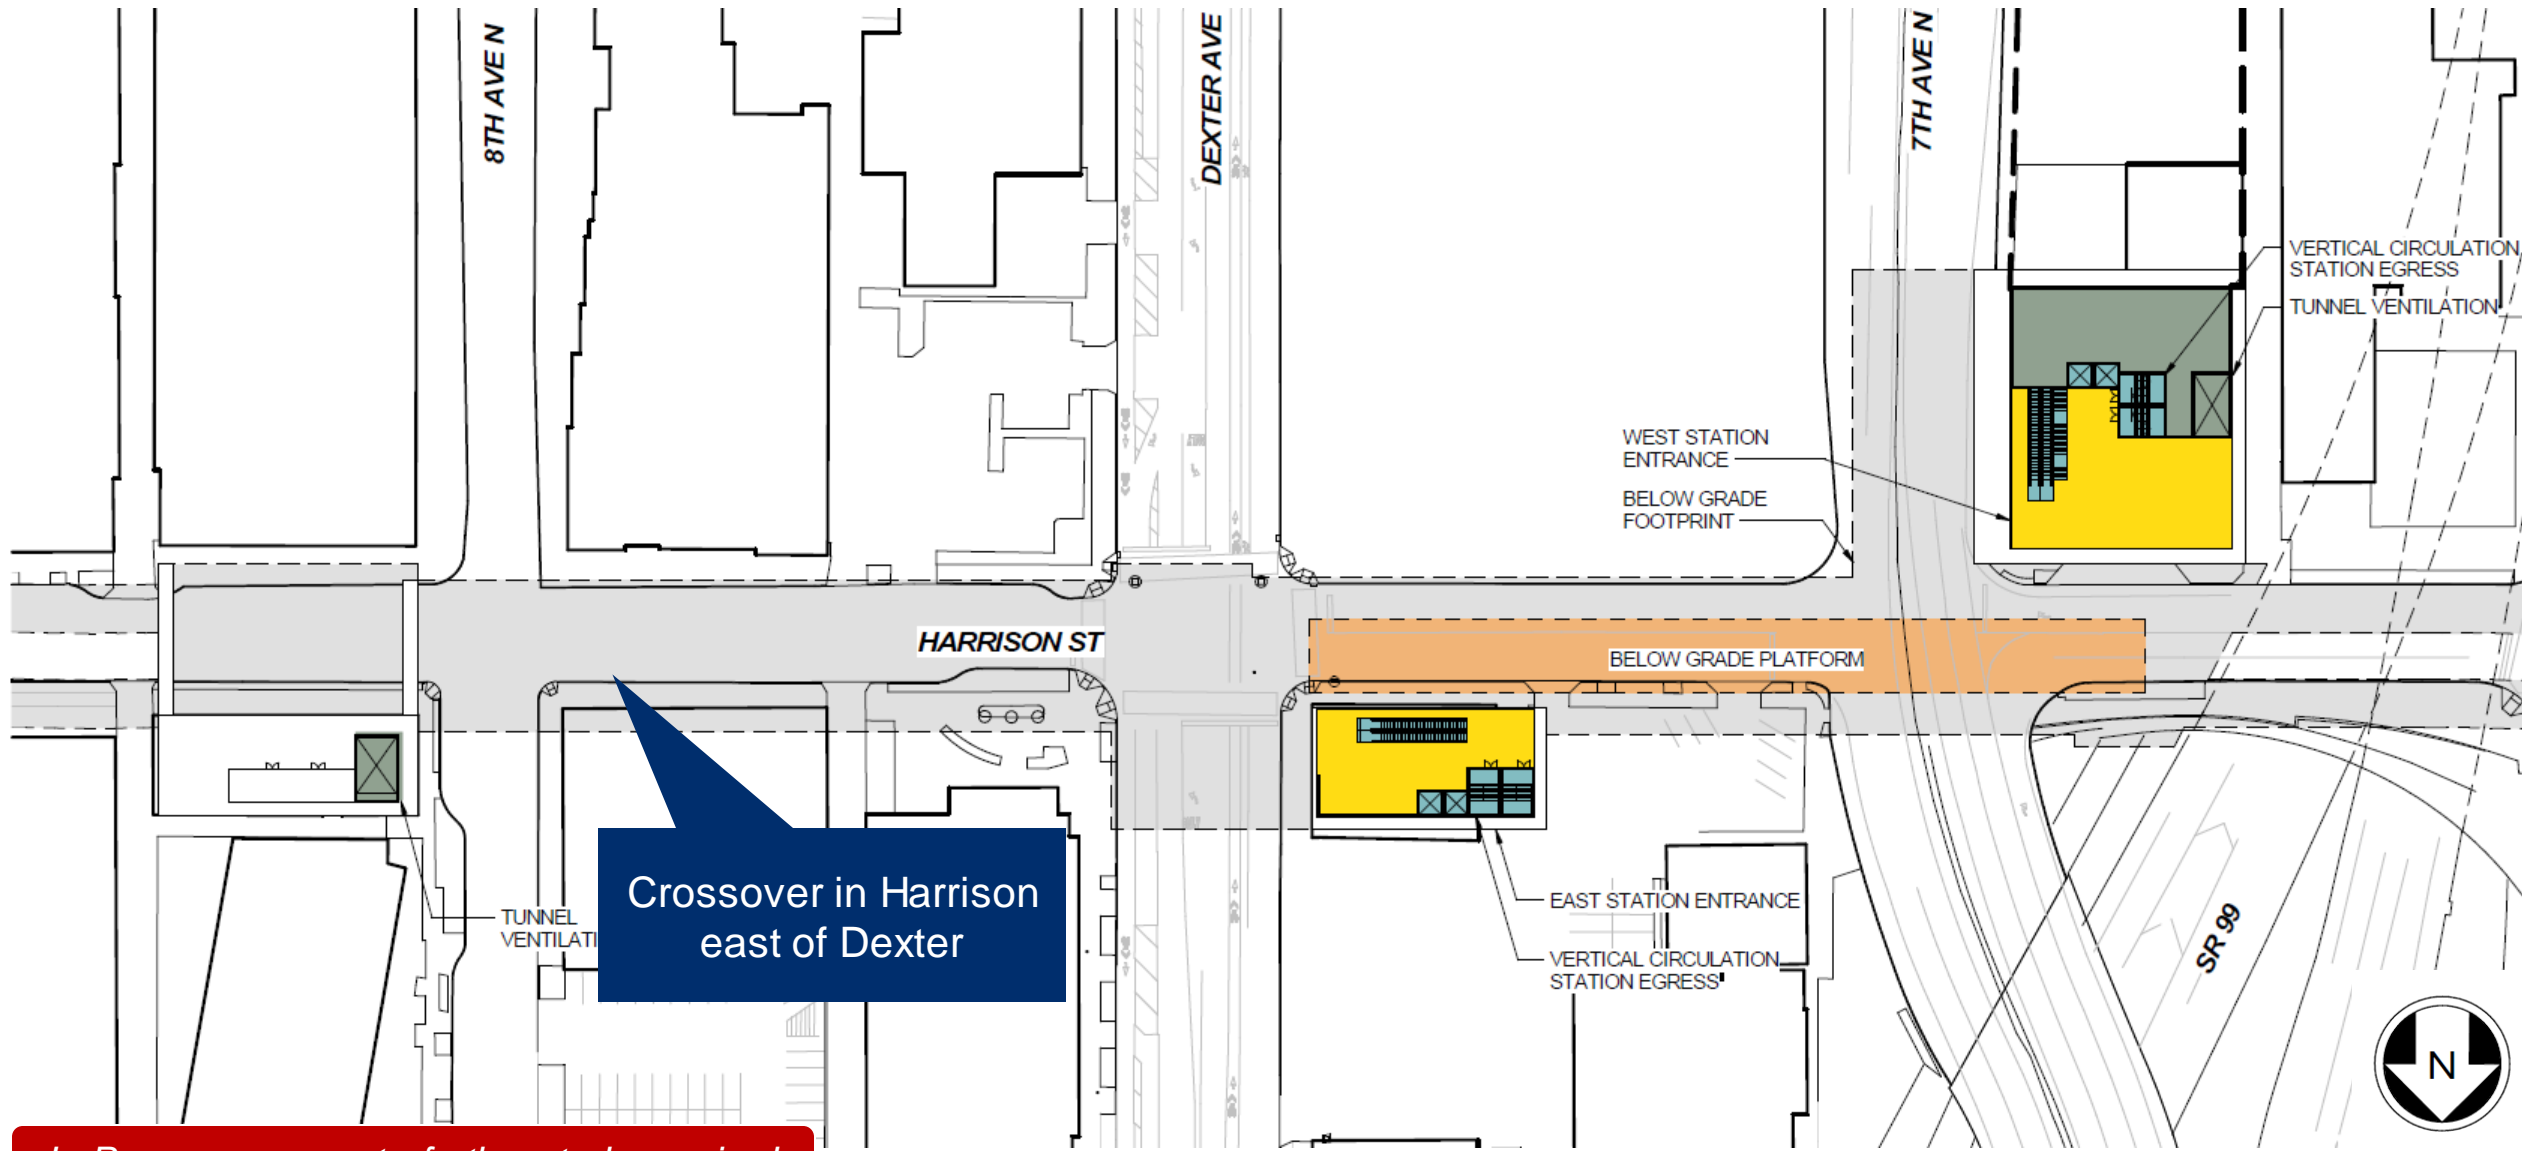 8TH AVE N
DEXTER AVE
7TH AVE N
VERTICAL CIRCULATION
STATION EGRESS
TUNNEL VENTILATION
WEST STATION
ENTRANCE
BELOW GRADE
FOOTPRINT
HARRISON ST
BELOW GRADE PLATFORM
Crossover in Harrison
east of Dexter
TUNNEL
EAST STATION ENTRANCE
VERTICAL CIRCULATION
STATION EGRESS
SR 99
N